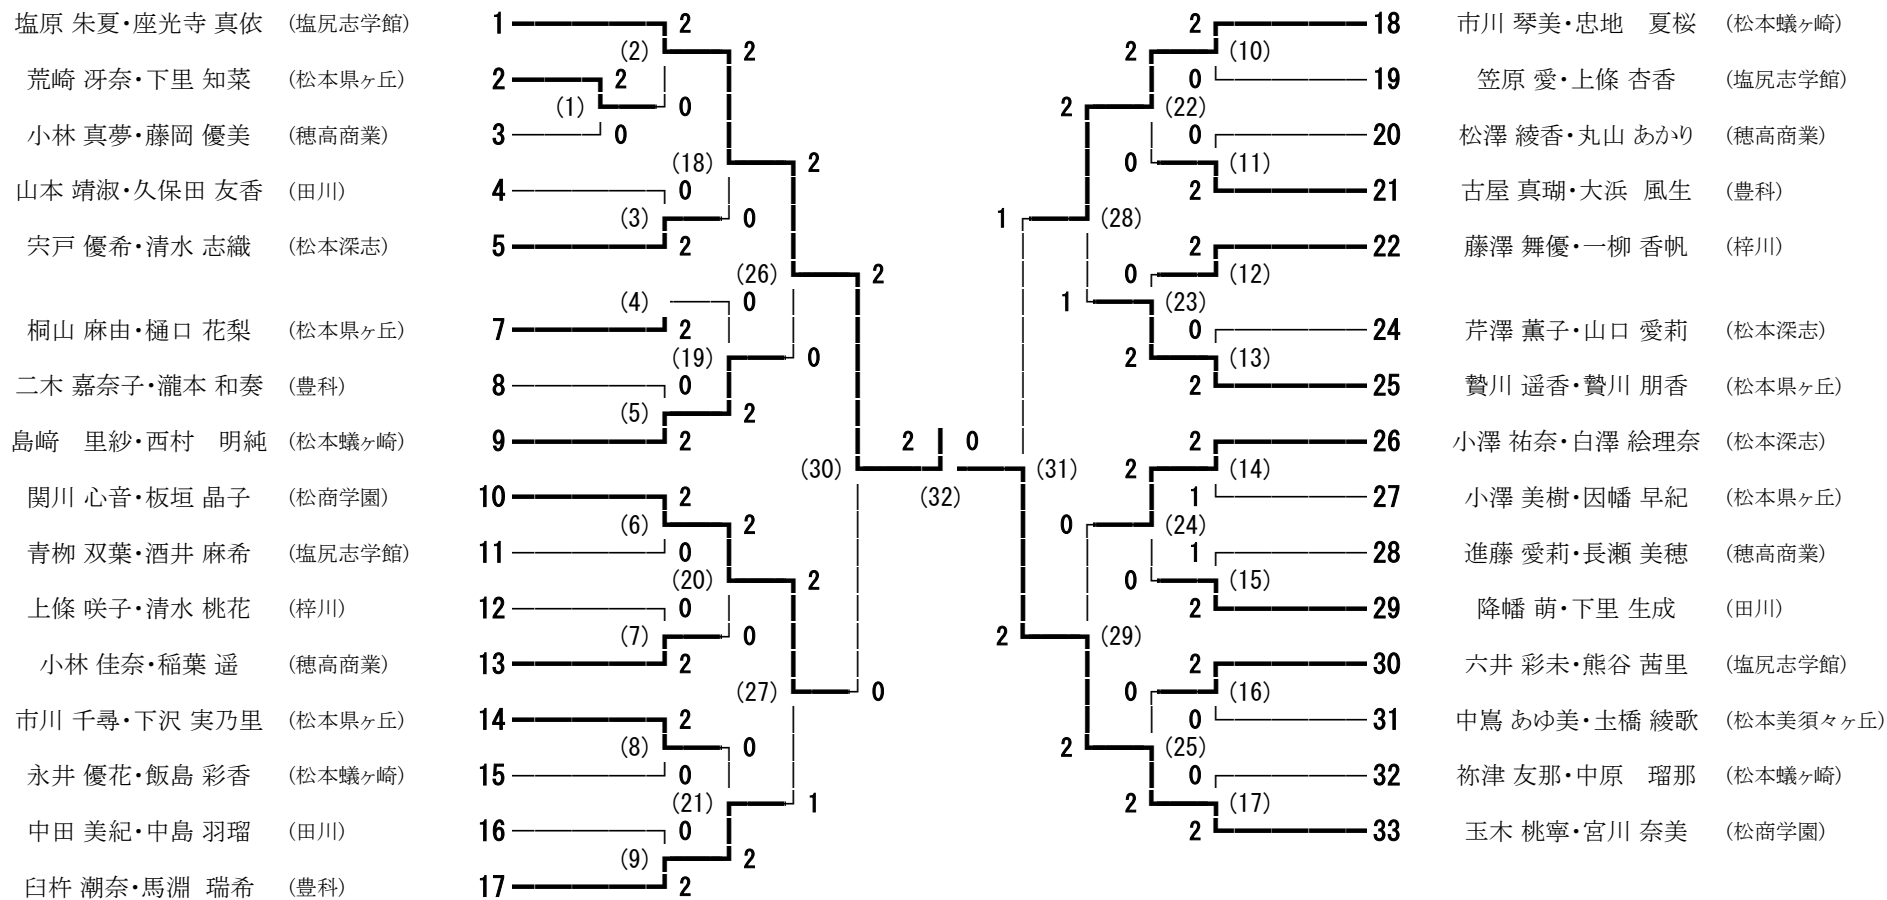 塩原 朱夏・座光寺 真依 (塩尻志学館) 1 2 2 18 市川 琴美・忠地　夏桜 (松本蟻ヶ崎)
(2) 2 2 (10)
荒崎 冴奈・下里 知菜 (松本県ヶ丘) 2 2 0 19 笠原 愛・上條 杏香 (塩尻志学館)
(1) 0 2 (22)
小林 真夢・藤岡 優美 (穂高商業) 3 0 0 20 松澤 綾香・丸山 あかり (穂高商業)
(18) 2 0 (11)
山本 靖淑・久保田 友香 (田川) 4 0 2 21 古屋 真瑚・大浜 風生 (豊科)
(3) 0 1 (28)
宍戸 優希・清水 志織 (松本深志) 5 2 2 22 藤澤 舞優・一柳 香帆 (梓川)
(26) 2 0 (12)
(4) 0 1 (23)
桐山 麻由・樋口 花梨 (松本県ヶ丘) 7 2 0 24 芹澤 薫子・山口 愛莉 (松本深志)
(19) 0 2 (13)
二木 嘉奈子・瀧本 和奏 (豊科) 8 0 2 25 贄川 遥香・贄川 朋香 (松本県ヶ丘)
(5) 2
島﨑　里紗・西村　明純 (松本蟻ヶ崎) 9 2 2 0 2 26 小澤 祐奈・白澤 絵理奈 (松本深志)
(30) (31) 2 (14)
関川 心音・板垣 晶子 (松商学園) 10 2 (32) 1 27 小澤 美樹・因幡 早紀 (松本県ヶ丘)
(6) 2 0 (24)
青栁 双葉・酒井 麻希 (塩尻志学館) 11 0 1 28 進藤 愛莉・長瀬 美穂 (穂高商業)
(20) 2 0 (15)
上條 咲子・清水 桃花 (梓川) 12 0 2 29 降幡 萌・下里 生成 (田川)
(7) 0 2 (29)
小林 佳奈・稲葉 遥 (穂高商業) 13 2 2 30 六井 彩未・熊谷 茜里 (塩尻志学館)
(27) 0 0 (16)
市川 千尋・下沢 実乃里 (松本県ヶ丘) 14 2 0 31 中嶌 あゆ美・圡橋 綾歌 (松本美須々ヶ丘)
(8) 0 2 (25)
永井 優花・飯島 彩香 (松本蟻ヶ崎) 15 0 0 32 祢津 友那・中原　瑠那 (松本蟻ヶ崎)
(21) 1 2 (17)
中田 美紀・中島 羽瑠 (田川) 16 0 2 33 玉木 桃寧・宮川 奈美 (松商学園)
(9) 2
臼杵 潮奈・馬淵 瑞希 (豊科) 17 2